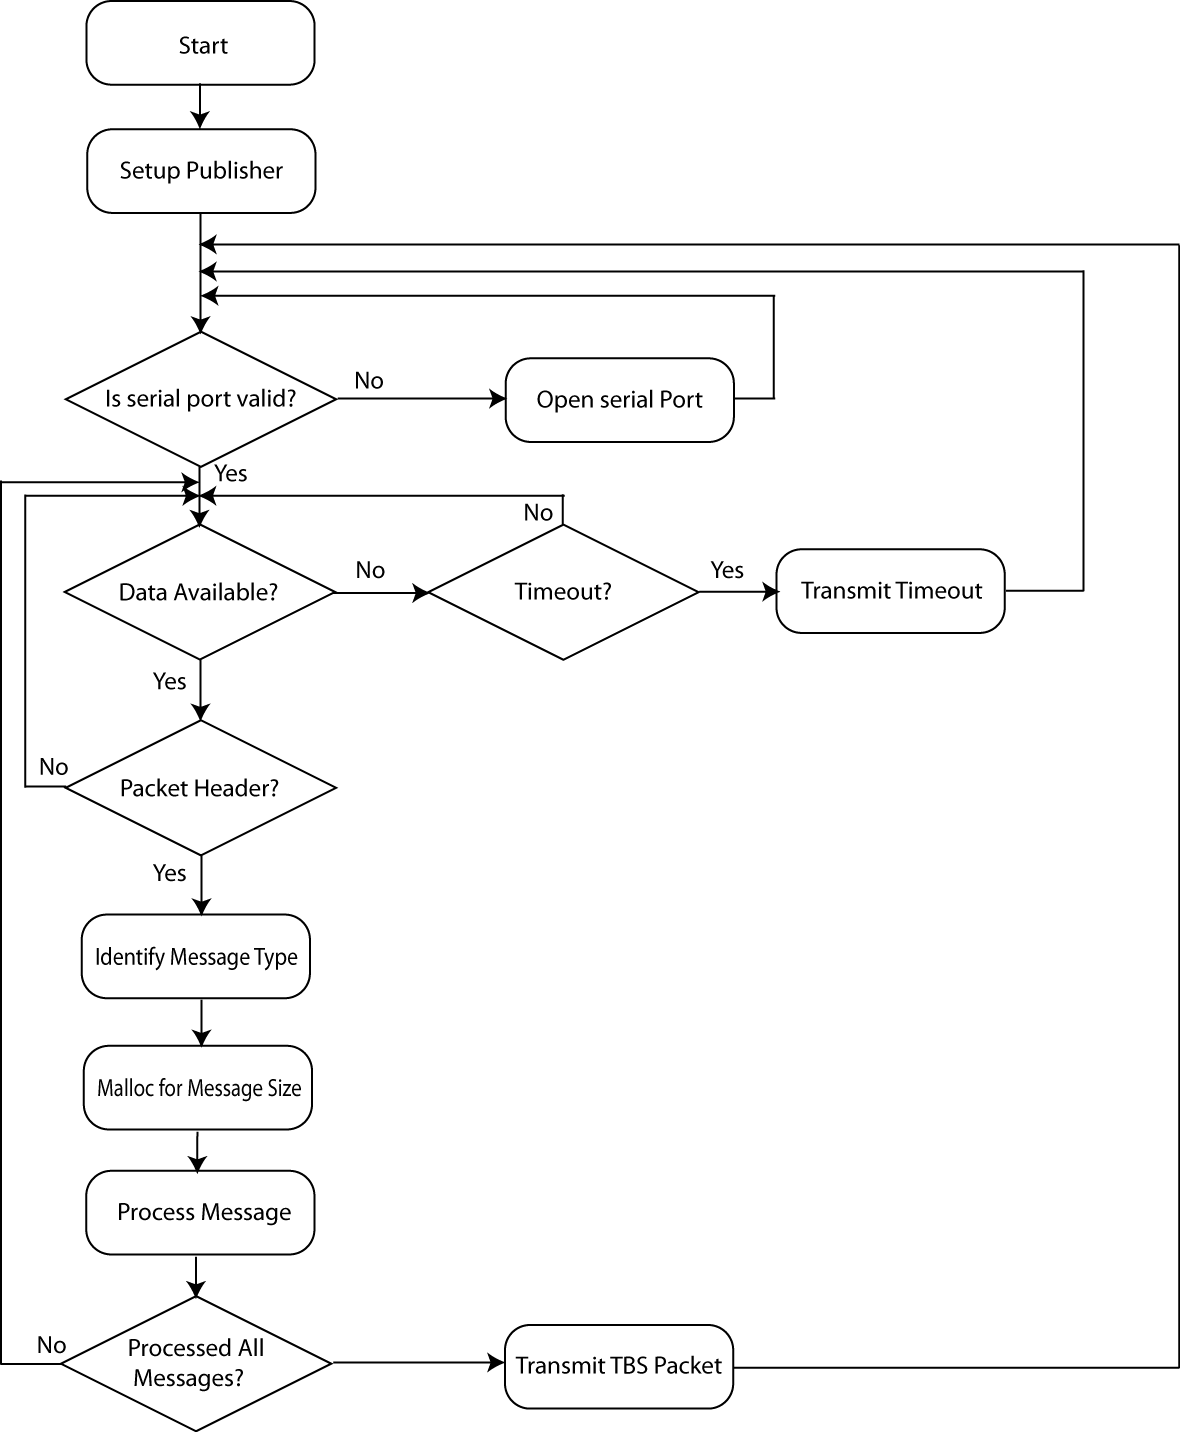 Start
Setup Publisher
Is serial port valid?
No
Open serial Port
Yes
No
Data Available?
No
Timeout?
Yes
Transmit Timeout
Yes
No
Packet Header?
Yes
Identify Message Type
Malloc for Message Size
Process Message
No
Processed All
Messages?
Transmit TBS Packet